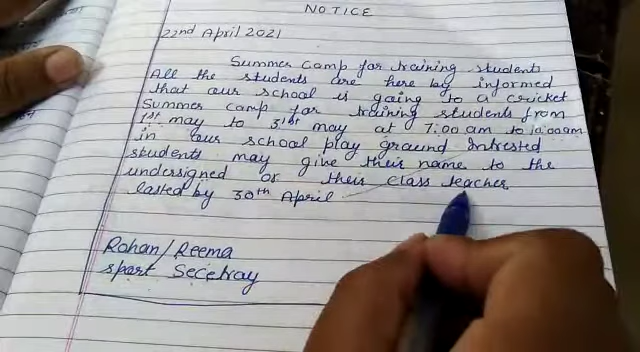 NOTICE
22nd April 2021
Summer camp for training students
All the students are here by informed
that our school is going to a cricket
Summer camp for training students from
1st may to 31st may at 7.00 am to 10.00am
in our school play ground Intrested
students may give their name to the
undersigned or their class teacher
lasted by 30th April
Rohan/Reema
sport Secetray